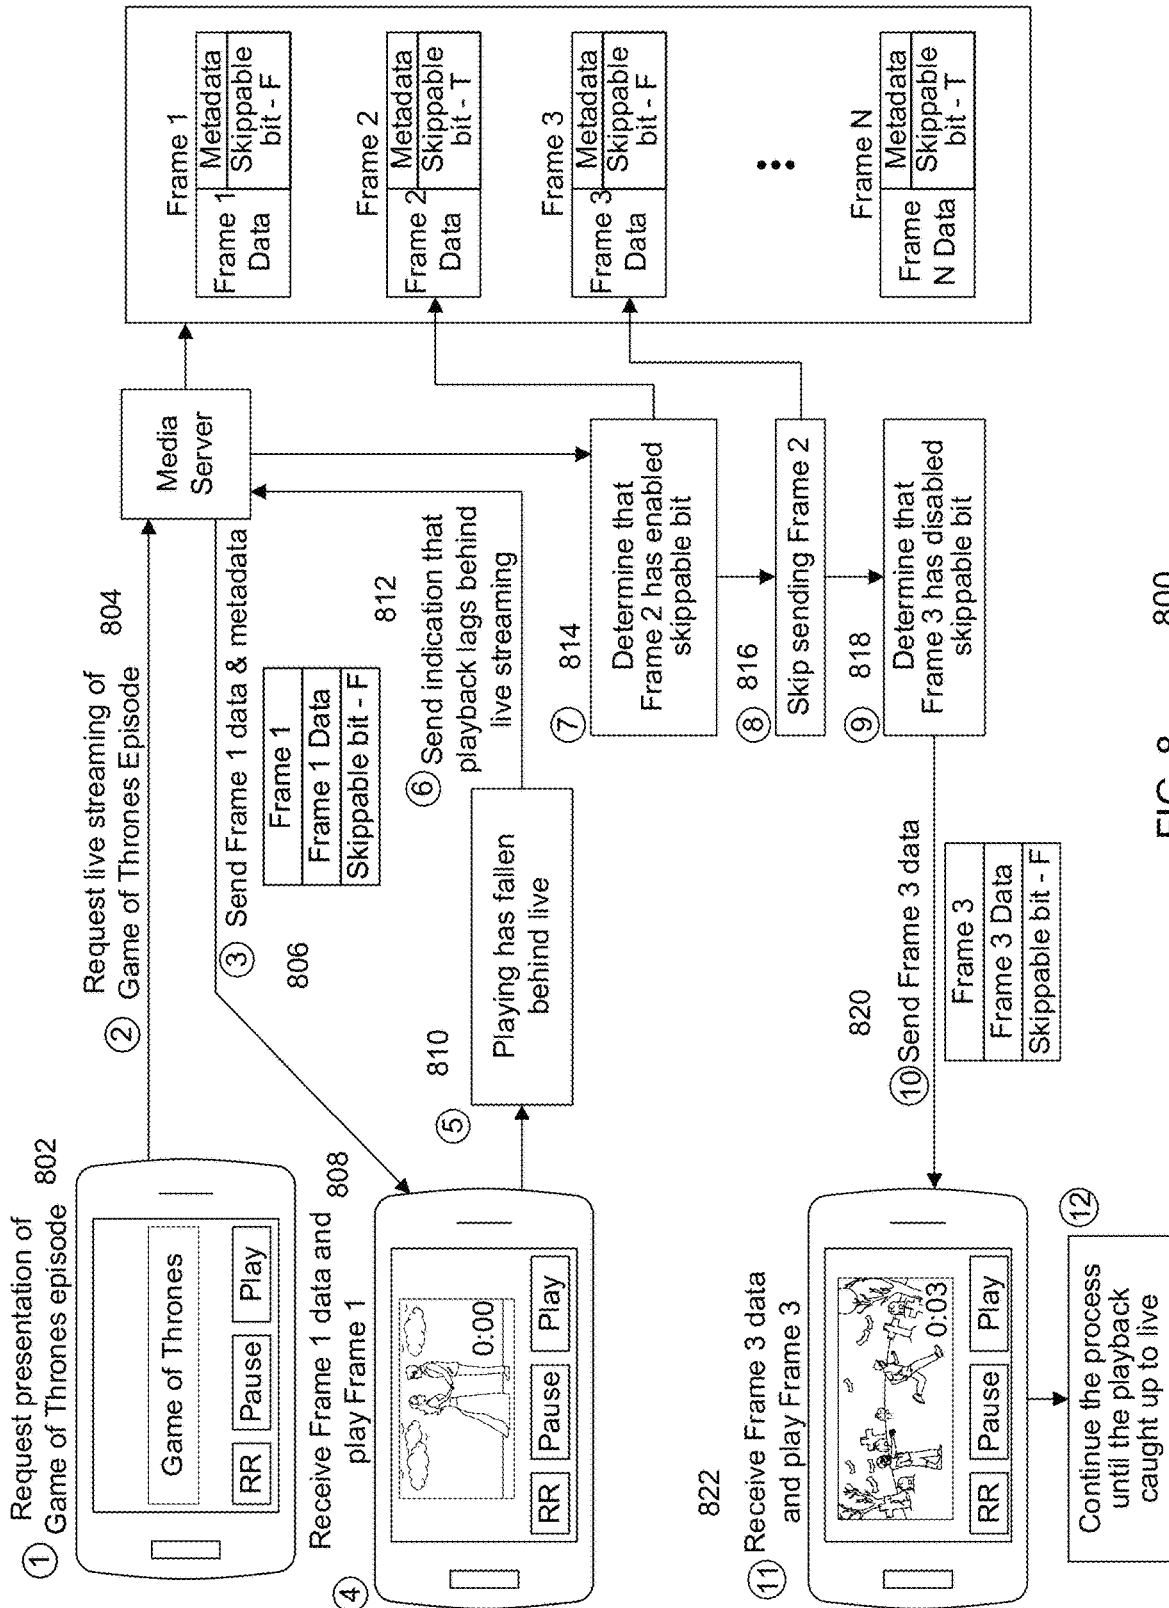 1
Request presentation of
Game of Thrones episode
802
Game of Thrones
RR
Pause
Play
2
Request live streaming of
Game of Thrones Episode
804
Media
Server
3
Send Frame 1 data & metadata
806
Frame 1
Frame 1 Data
Skippable bit - F
4
Receive Frame 1 data and
play Frame 1
808
0:00
RR
Pause
Play
5
810
Playing has fallen
behind live
6
Send indication that
playback lags behind
live streaming
812
7
814
Determine that
Frame 2 has enabled
skippable bit
8
816
Skip sending Frame 2
9
818
Determine that
Frame 3 has disabled
skippable bit
10
Send Frame 3 data
820
Frame 3
Frame 3 Data
Skippable bit - F
822
11
Receive Frame 3 data
and play Frame 3
0:03
RR
Pause
Play
12
Continue the process
until the playback
caught up to live
Frame 1
Frame 1
Data
Metadata
Skippable
bit - F
Frame 2
Frame 2
Data
Metadata
Skippable
bit - T
Frame 3
Frame 3
Data
Metadata
Skippable
bit - F
Frame N
Frame
N Data
Metadata
Skippable
bit - T
FIG. 8
800